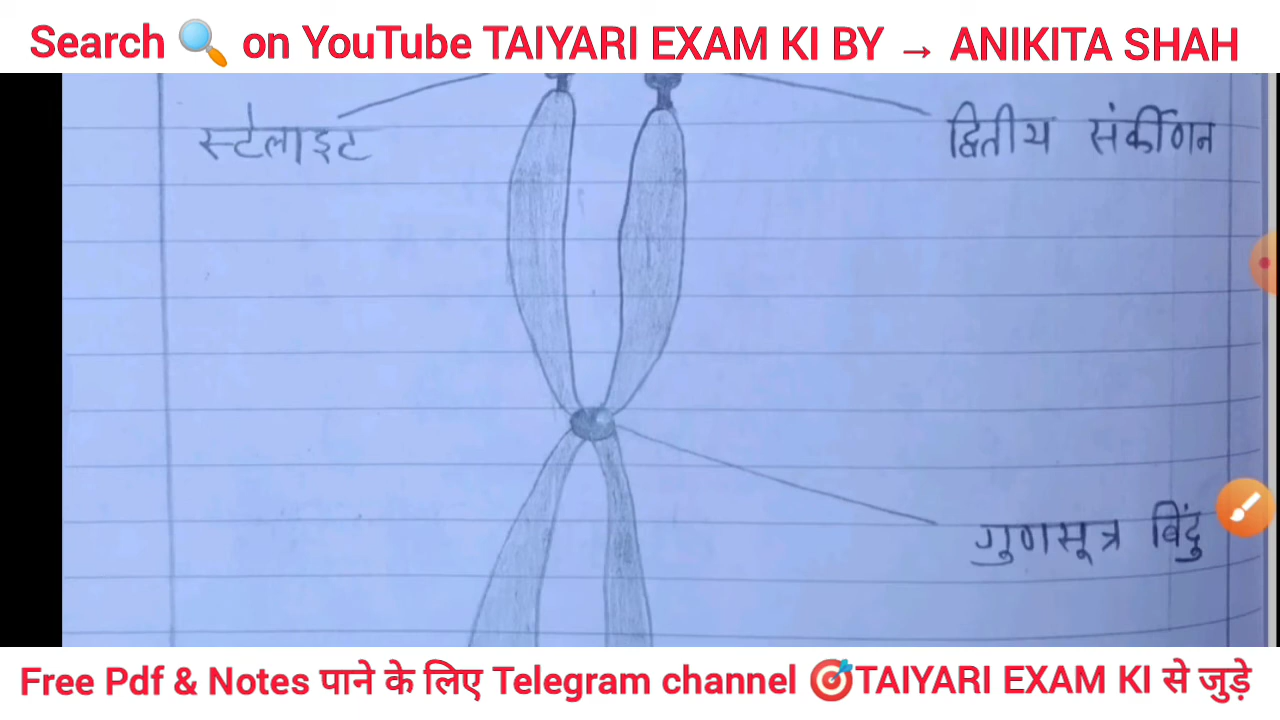 Search 🔍 on YouTube TAIYARI EXAM KI BY → ANIKITA SHAH
स्टेलाइट
द्वितीय संर्कीगन
गुणसूत्र बिंदु
Free Pdf & Notes पाने के लिए Telegram channel 🎯TAIYARI EXAM KI से जुड़े